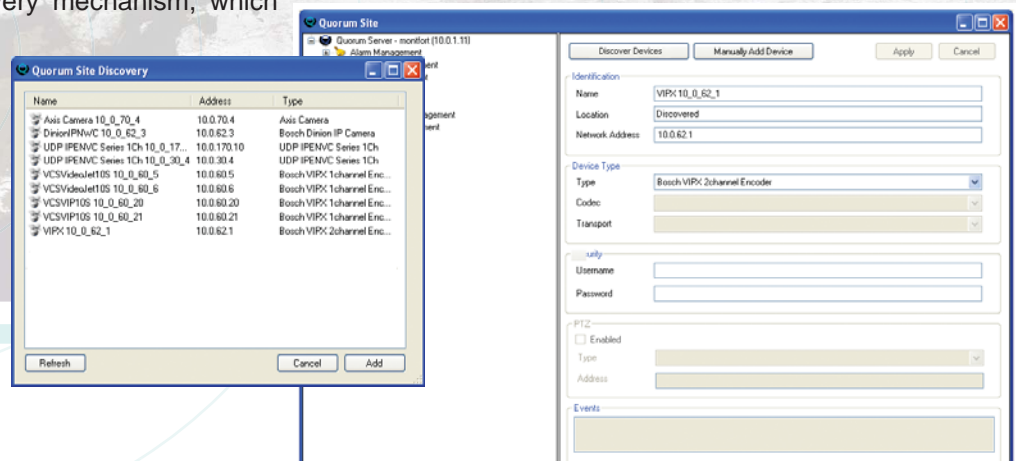 mechanism, which
Quorum Site
Quorum Server - montfort (10.0.1.11)
Alarm Management
Discover Devices
Manually Add Device
Apply
Cancel
Identification
Name
VIPX 10_0_62_1
Location
Discovered
Network Address
10.0.62.1
Device Type
Type
Bosch VIPX 2channel Encoder
Codec
Transport
Username
Password
PTZ
Enabled
Type
Address
Events
Quorum Site Discovery
Name Address Type
Axis Camera 10_0_70_4 10.0.70.4 Axis Camera
DinionIPNWC 10_0_62_3 10.0.62.3 Bosch Dinion IP Camera
UDP IPENVC Series 1Ch 10_0_17... 10.0.170.10 UDP IPENVC Series 1Ch
UDP IPENVC Series 1Ch 10_0_30_4 10.0.30.4 UDP IPENVC Series 1Ch
VCSVideoJet10S 10_0_60_5 10.0.60.5 Bosch VIPX 1channel Enc...
VCSVideoJet10S 10_0_60_6 10.0.60.6 Bosch VIPX 1channel Enc...
VCSVIP10S 10_0_60_20 10.0.60.20 Bosch VIPX 1channel Enc...
VCSVIP10S 10_0_60_21 10.0.60.21 Bosch VIPX 1channel Enc...
VIPX 10_0_62_1 10.0.62.1 Bosch VIPX 2channel Enc...
Refresh
Cancel
Add